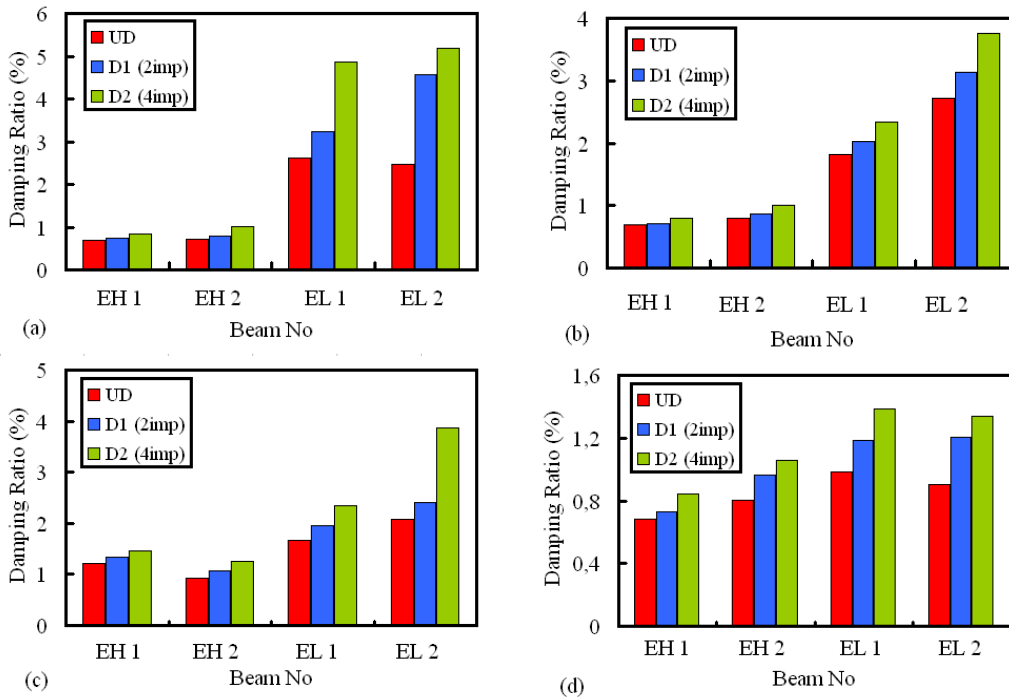 6
5
4
3
2
1
0
Damping Ratio (%)
UD
D1 (2imp)
D2 (4imp)
EH 1 EH 2 EL 1 EL 2
Beam No
(a)
4
3
2
1
0
Damping Ratio (%)
UD
D1 (2imp)
D2 (4imp)
EH 1 EH 2 EL 1 EL 2
Beam No
(b)
5
4
3
2
1
0
Damping Ratio (%)
UD
D1 (2imp)
D2 (4imp)
EH 1 EH 2 EL 1 EL 2
Beam No
(c)
1,6
1,2
0,8
0,4
0
Damping Ratio (%)
UD
D1 (2imp)
D2 (4imp)
EH 1 EH 2 EL 1 EL 2
Beam No
(d)